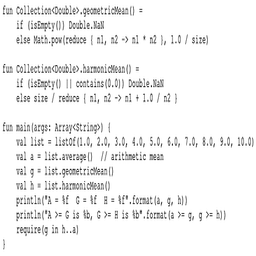 fun Collection<Double>.geometricMean() =
if (isEmpty()) Double.NaN
else Math.pow(reduce { n1, n2 -> n1 * n2 }, 1.0 / size)
fun Collection<Double>.harmonicMean() =
if (isEmpty() || contains(0.0)) Double.NaN
else size / reduce { n1, n2 -> n1 + 1.0 / n2 }
fun main(args: Array<String>) {
val list = listOf(1.0, 2.0, 3.0, 4.0, 5.0, 6.0, 7.0, 8.0, 9.0, 10.0)
val a = list.average()  // arithmetic mean
val g = list.geometricMean()
val h = list.harmonicMean()
println("A = %f  G = %f  H = %f".format(a, g, h))
println("A >= G is %b, G >= H is %b".format(a >= g, g >= h))
require(g in h..a)
}